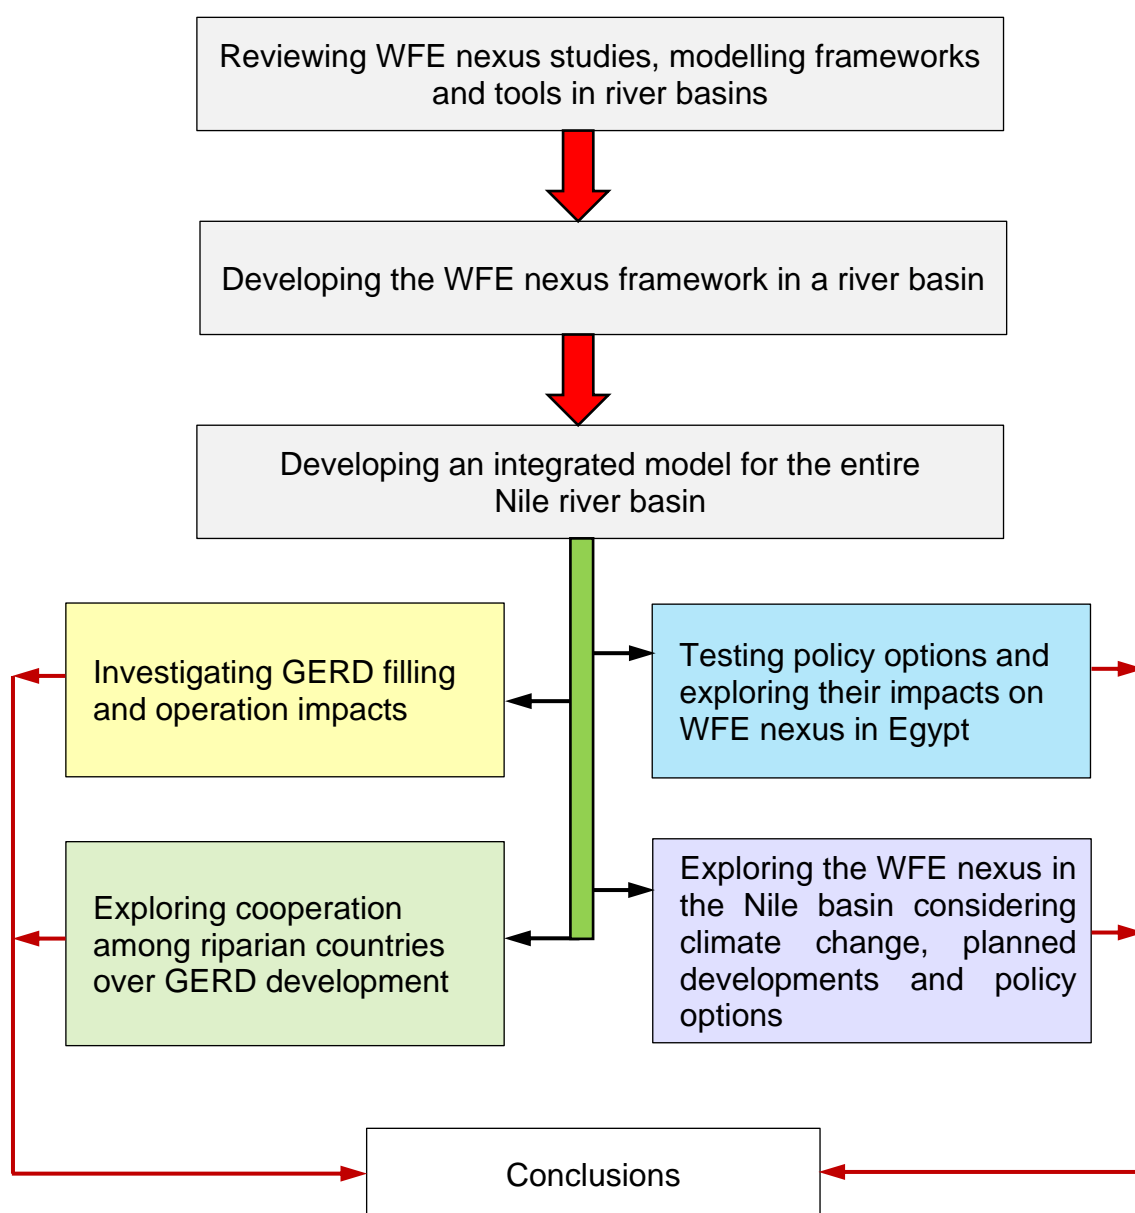 Reviewing WFE nexus studies, modelling frameworks
and tools in river basins
Developing the WFE nexus framework in a river basin
Developing an integrated model for the entire
Nile river basin
Investigating GERD filling
and operation impacts
Testing policy options and
exploring their impacts on
WFE nexus in Egypt
Exploring cooperation
among riparian countries
over GERD development
Exploring the WFE nexus in
the Nile basin considering
climate change, planned
developments and policy
options
Conclusions